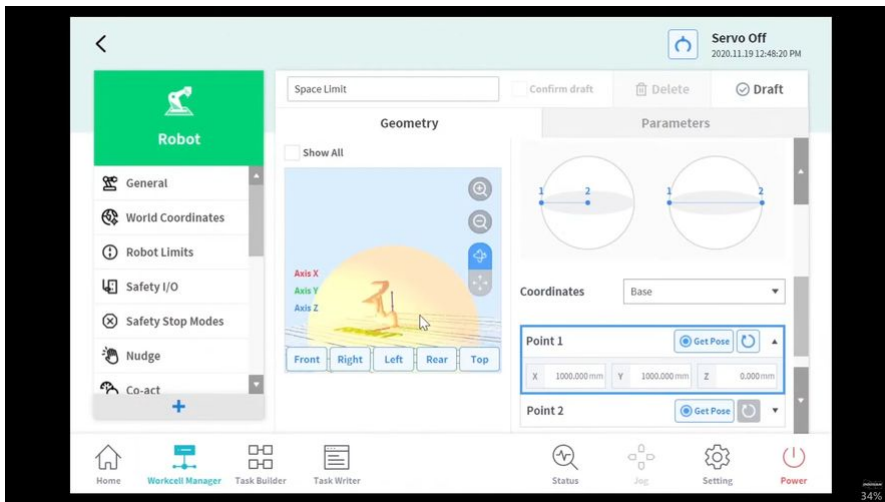 Servo Off
2020.11.19 12:48:20 PM
Robot
General
World Coordinates
Robot Limits
Safety I/O
Safety Stop Modes
Nudge
Co-act
+
Space Limit
Confirm draft
Delete
Draft
Geometry
Parameters
Show All
Axis X
Axis Y
Axis Z
Front Right Left Rear Top
1 2 1 2
Coordinates Base
Point 1 Get Pose
X 1000.000 mm Y 1000.000 mm Z 0.000 mm
Point 2 Get Pose
Home Workcell Manager Task Builder Task Writer Status Jog Setting Power
34%